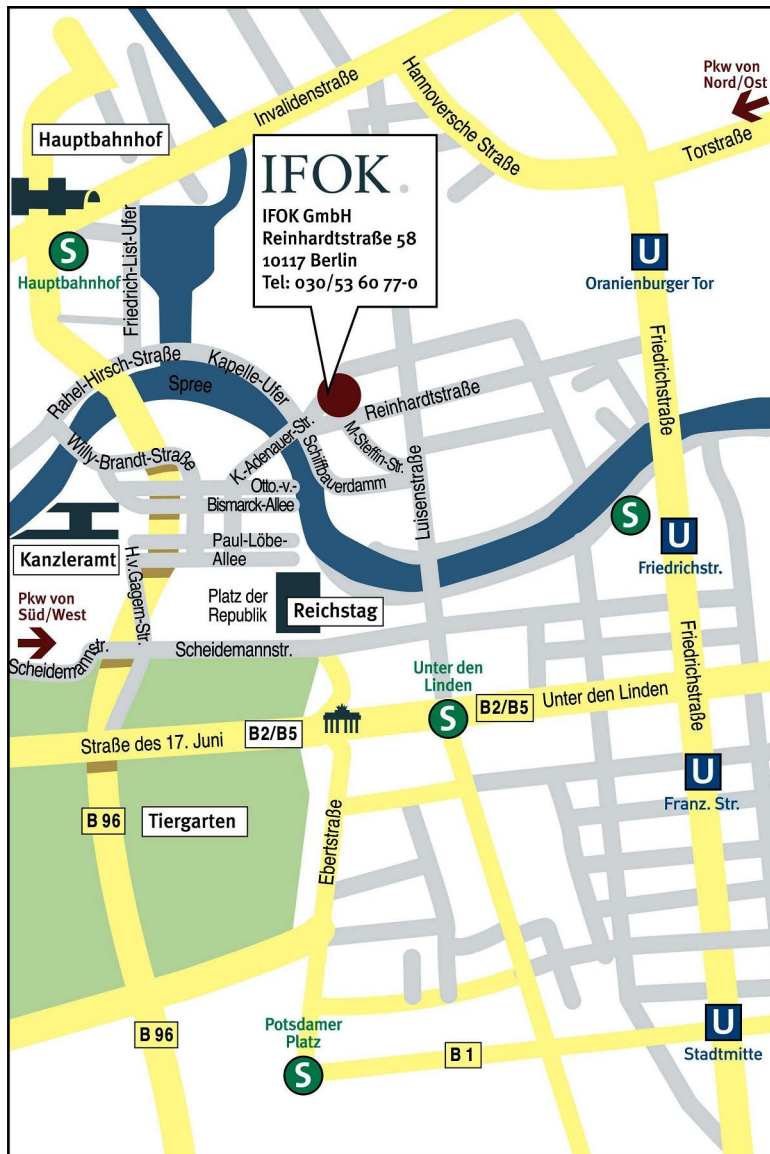 Pkw von
Nord/Ost
Invalidenstraße
Hannoversche Straße
Torstraße
Hauptbahnhof
IFOK.
IFOK GmbH
Reinhardtstraße 58
10117 Berlin
Tel: 030/53 60 77-0
S
Hauptbahnhof
Friedrich-List-Ufer
U
Oranienburger Tor
Friedrichstraße
Rahel-Hirsch-Straße
Kapelle-Ufer
Spree
Reinhardtstraße
K.-Adenauer-Str.
M-Steffin-Str.
Schiffbauerdamm
Luisenstraße
Willy-Brandt-Straße
Otto.-v.-
Bismarck-Allee
S
U
Friedrichstr.
Kanzleramt
Paul-Löbe-
Allee
H.v.Gagern-Str.
Platz der
Republik
Reichstag
Pkw von
Süd/West
Scheidemannstr.
Scheidemannstr.
Friedrichstraße
Unter den
Linden
S
B2/B5
Unter den Linden
Straße des 17. Juni
B2/B5
U
Franz. Str.
B 96
Tiergarten
Ebertstraße
B 96
Potsdamer
Platz
S
B 1
U
Stadtmitte